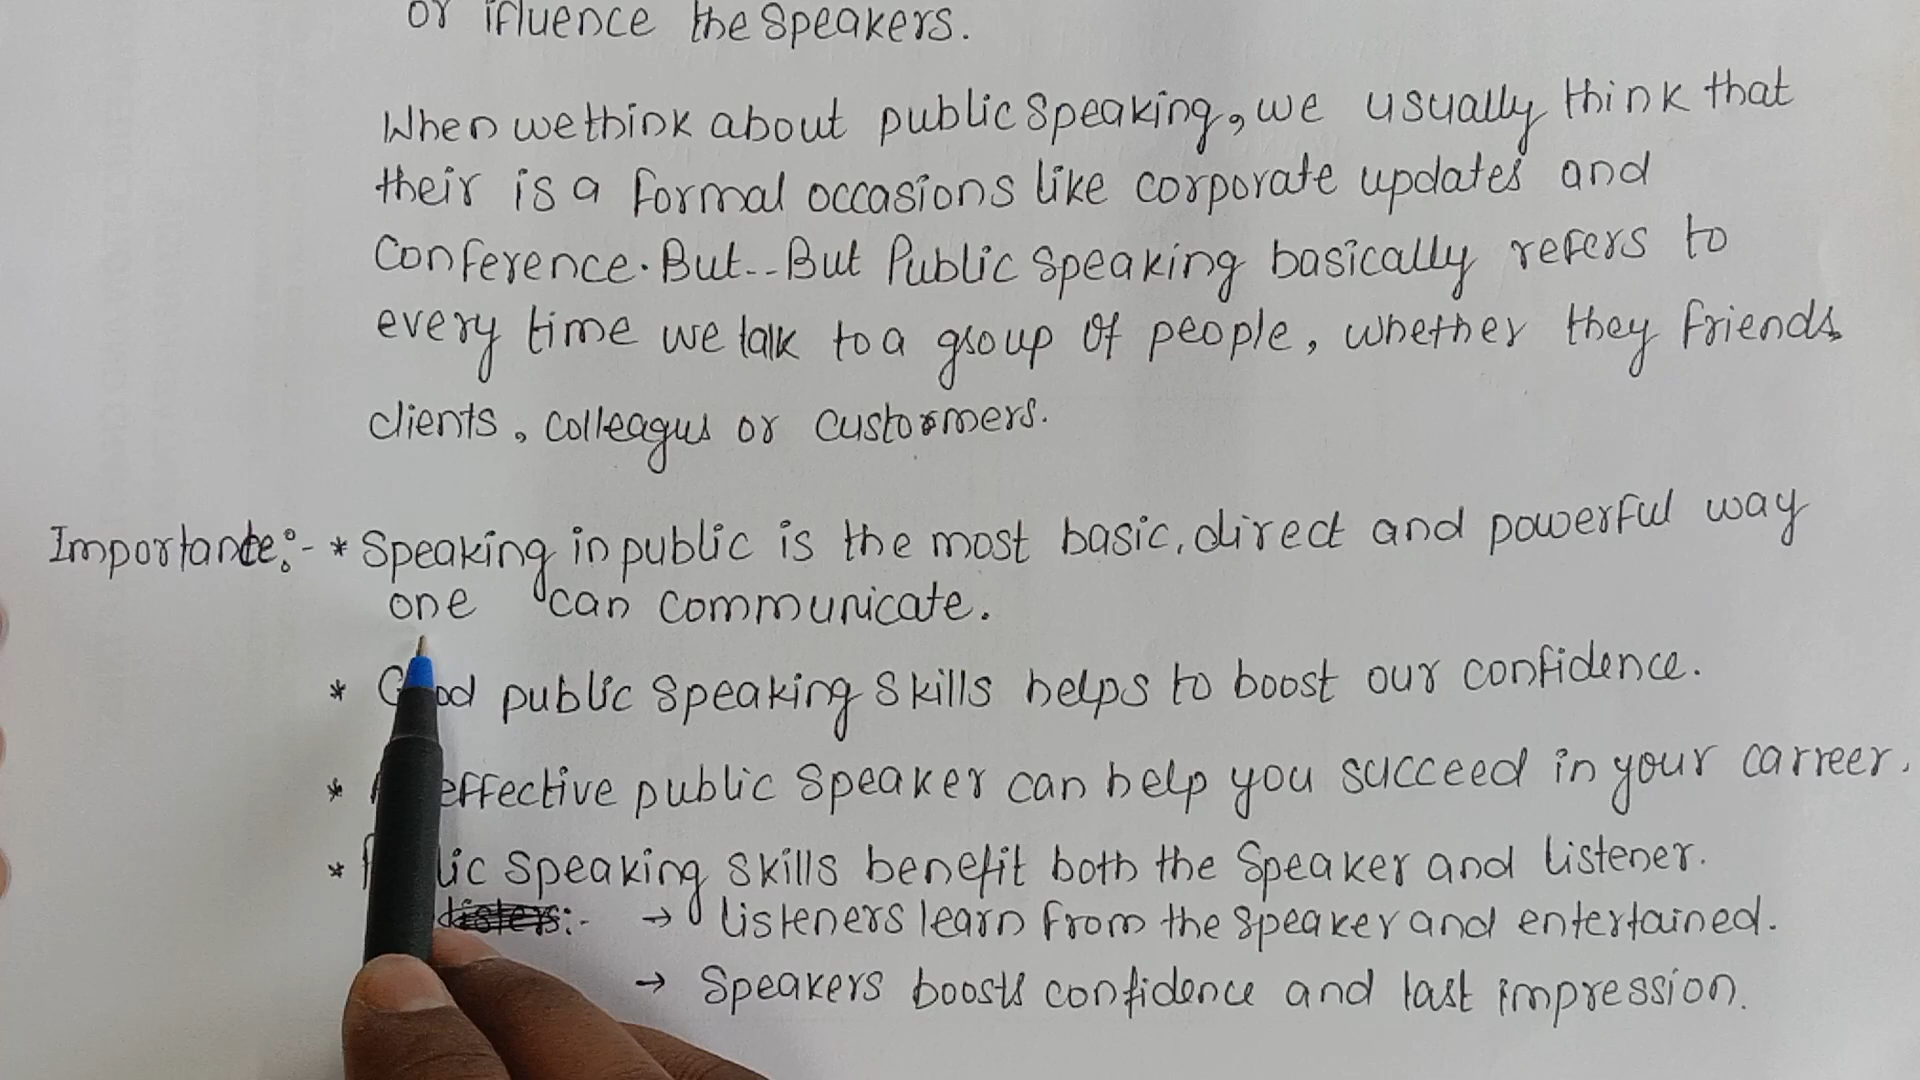 or ifluence the speakers.
When we think about public speaking, we usually think that
their is a formal occasions like corporate updates and
Conference. But.. But Public speaking basically refers to
every time we talk to a group of people, whether they friends
clients, colleagus or custormers.
Importance:- * Speaking in public is the most basic, direct and powerful way
one can communicate.
* Good public speaking skills helps to boost our confidence.
* effective public speaker can help you succeed in your carreer.
* speaking skills benefit both the speaker and listener.
:- → listeners learn from the speaker and entertained.
→ Speakers boosts confidence and last impression.